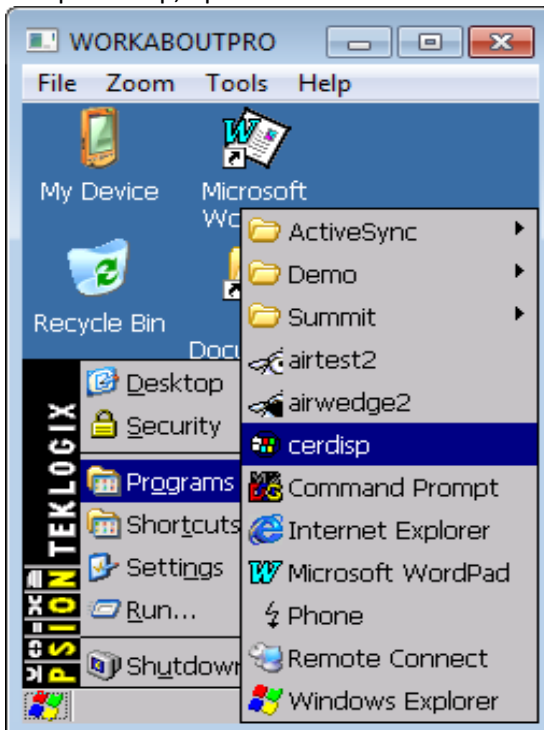 WORKABOUTPRO
File Zoom Tools Help
My Device
Microsoft
Wo
Recycle Bin
Docu
Desktop
Security
Programs
Shortcuts
Settings
Run...
Shutdown
PSION TEKLOGIX
ActiveSync
Demo
Summit
airtest2
airwedge2
cerdisp
Command Prompt
Internet Explorer
Microsoft WordPad
Phone
Remote Connect
Windows Explorer